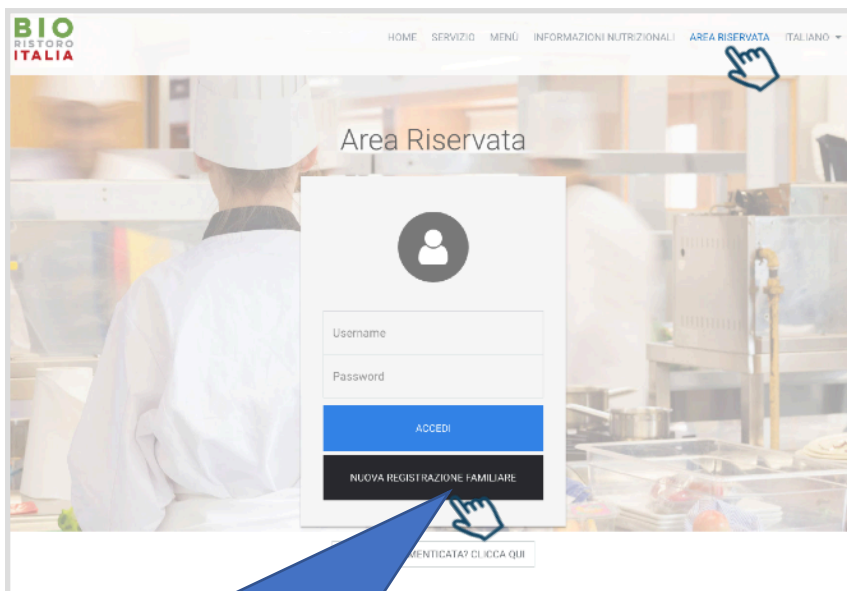 BIO
RISTORO
ITALIA
HOME SERVIZIO MENÙ INFORMAZIONI NUTRIZIONALI AREA RISERVATA ITALIANO
Area Riservata
Username
Password
ACCEDI
NUOVA REGISTRAZIONE FAMILIARE
CLICCA QUI